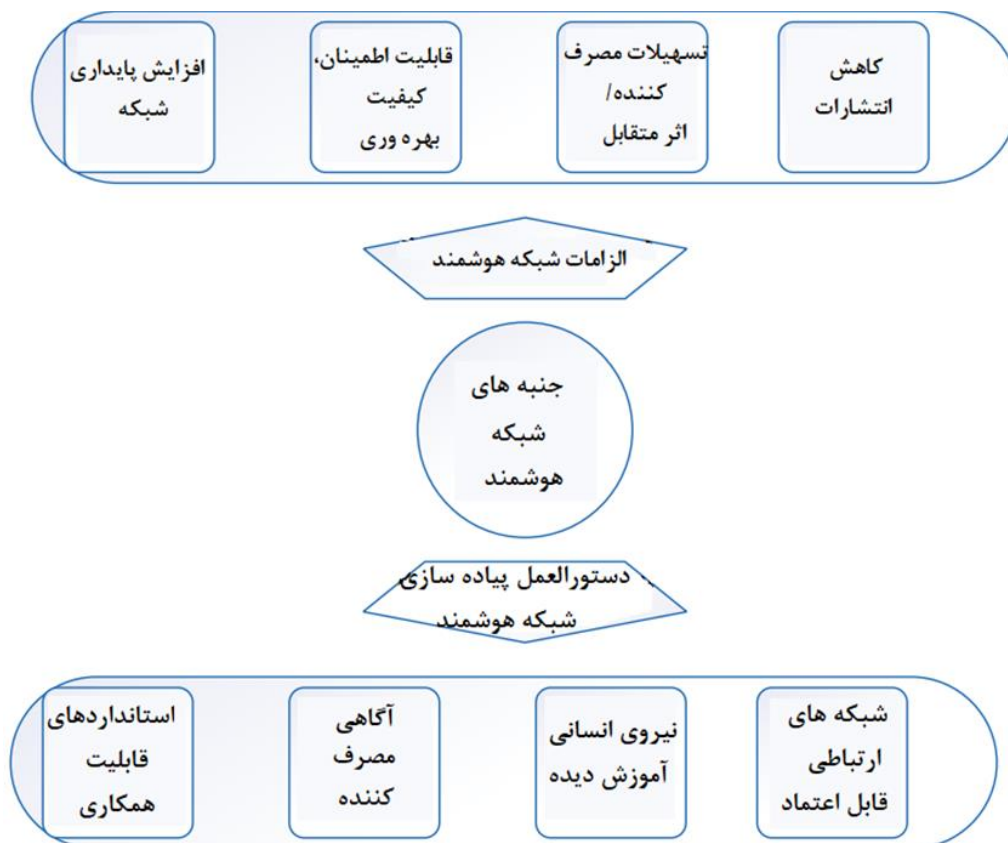 کاهش
انتشارات
تسهیلات مصرف
کننده/
اثر متقابل
قابلیت اطمینان،
کیفیت
بهره وری
افزایش پایداری
شبکه
الزامات شبکه هوشمند
جنبه های
شبکه
هوشمند
دستورالعمل پیاده سازی
شبکه هوشمند
شبکه های
ارتباطی
قابل اعتماد
نیروی انسانی
آموزش دیده
آگاهی
مصرف
کننده
استانداردهای
قابلیت
همکاری